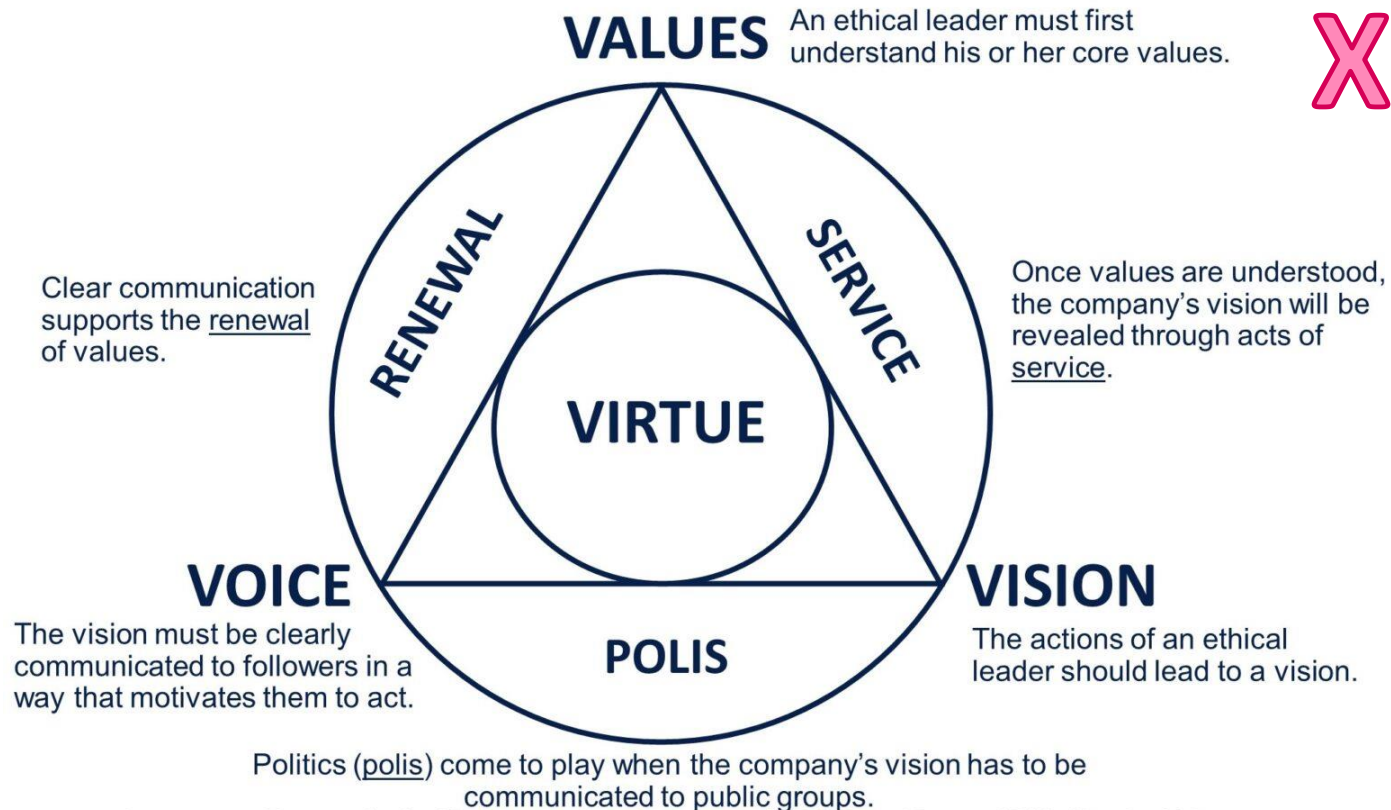 VALUES
An ethical leader must first
understand his or her core values.
X
RENEWAL
SERVICE
Clear communication
supports the renewal
of values.
Once values are understood,
the company's vision will be
revealed through acts of
service.
VIRTUE
VOICE
The vision must be clearly
communicated to followers in a
way that motivates them to act.
VISION
The actions of an ethical
leader should lead to a vision.
POLIS
Politics (polis) come to play when the company's vision has to be
communicated to public groups.